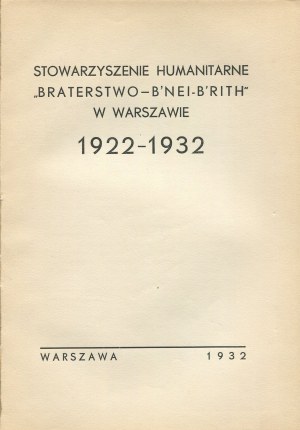 STOWARZYSZENIE HUMANITARNE
„BRATERSTWO–B'NEI-B'RITH“
W WARSZAWIE
1922-1932
WARSZAWA 1932